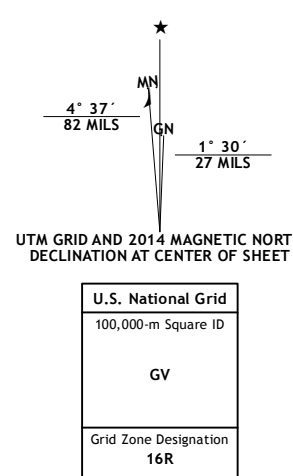 ★
MN
4° 37´
82 MILS
GN
1° 30´
27 MILS
UTM GRID AND 2014 MAGNETIC NORT
DECLINATION AT CENTER OF SHEET
U.S. National Grid
100,000-m Square ID
GV
Grid Zone Designation
16R